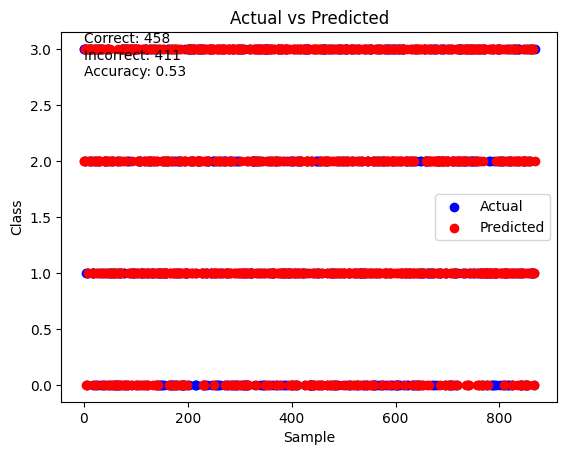 Actual vs Predicted
Correct: 458
Incorrect: 411
Accuracy: 0.53
3.0
2.5
2.0
1.5
1.0
0.5
0.0
Class
Actual
Predicted
0
200
400
600
800
Sample